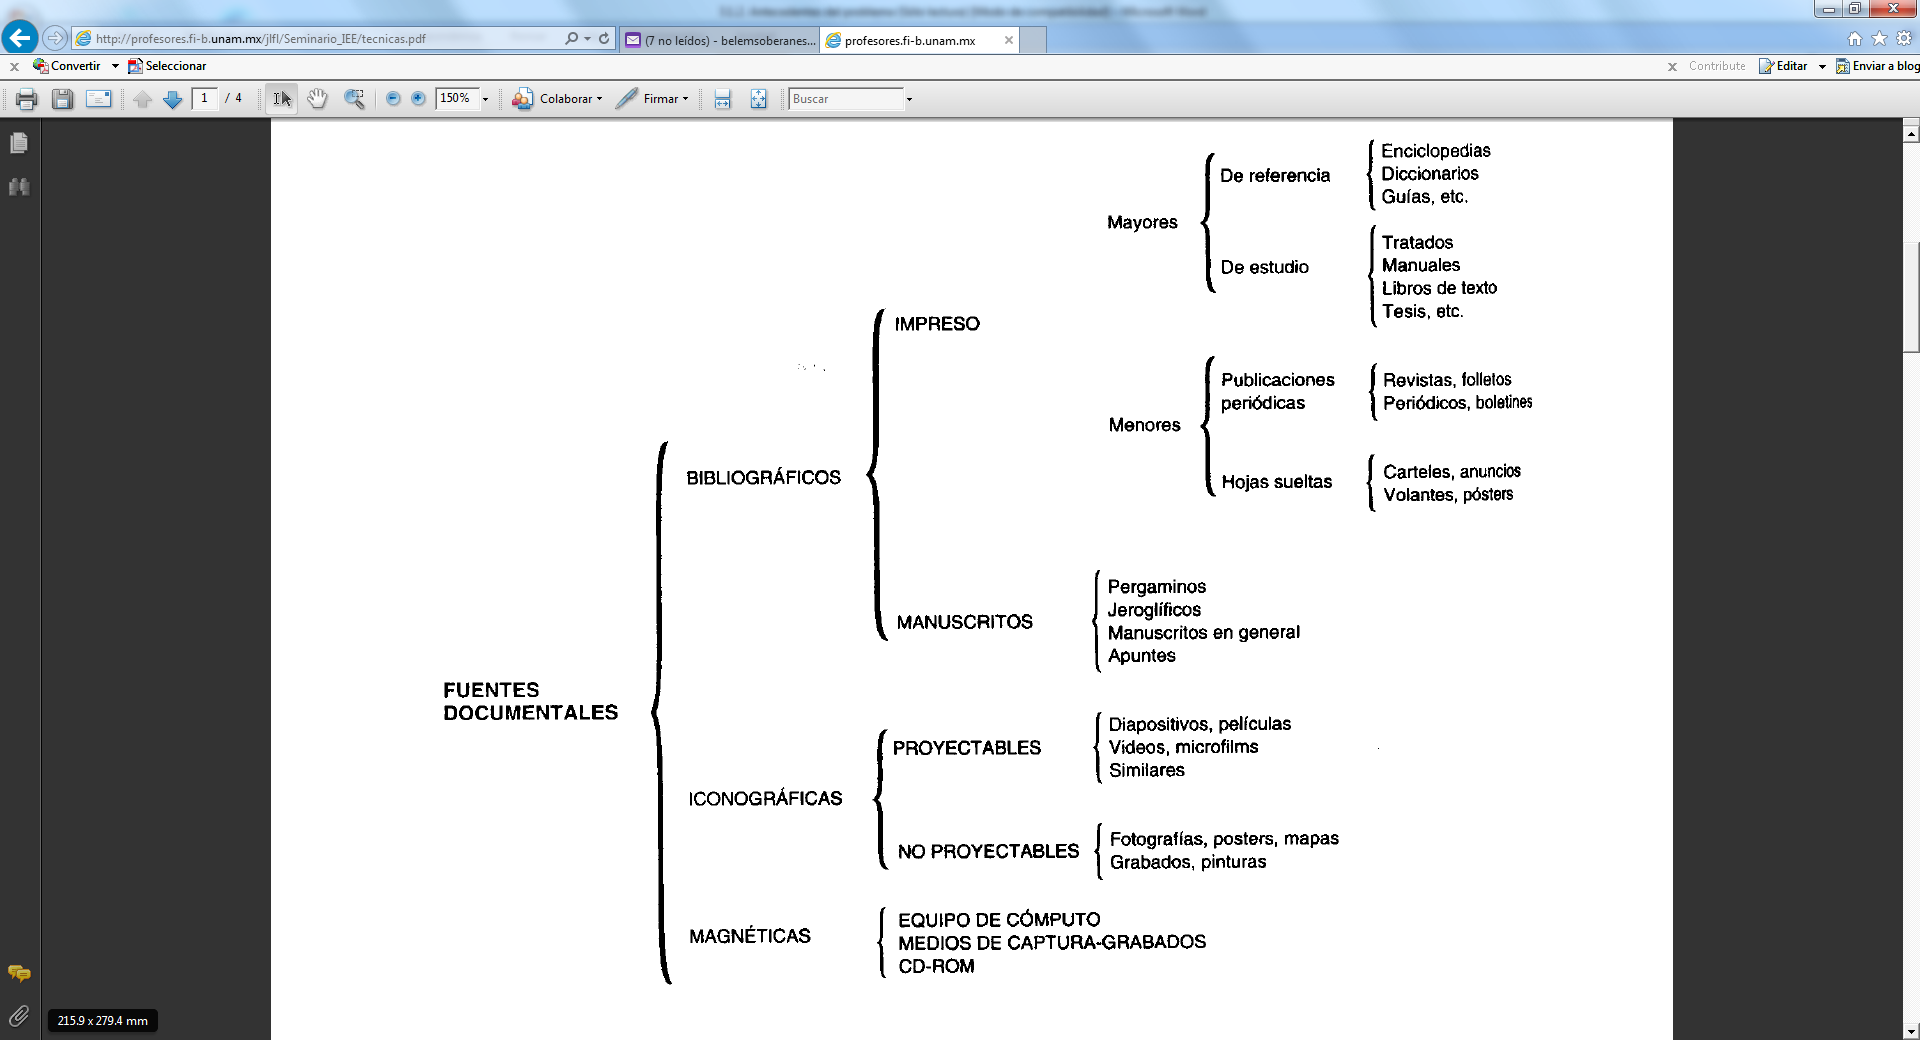 http://profesores.fi-b.unam.mx/jlfl/Seminario_IEE/tecnicas.pdf
(7 no leídos) - belemsoberanes...
profesores.fi-b.unam.mx
x Convertir Seleccionar
x Contribute Editar Enviar a blog
1 / 4 150% Colaborar Firmar Buscar
Enciclopedias
De referencia Diccionarios
Guías, etc.
Mayores
Tratados
De estudio Manuales
Libros de texto
Tesis, etc.
IMPRESO
Publicaciones Revistas, folletos
periódicas Periódicos, boletines
Menores
Hojas sueltas Carteles, anuncios
Volantes, pósters
BIBLIOGRÁFICOS
Pergaminos
Jeroglíficos
MANUSCRITOS Manuscritos en general
Apuntes
FUENTES
DOCUMENTALES
Diapositivos, películas
PROYECTABLES Videos, microfilms
Similares
ICONOGRÁFICAS
NO PROYECTABLES Fotografías, posters, mapas
Grabados, pinturas
EQUIPO DE CÓMPUTO
MAGNÉTICAS MEDIOS DE CAPTURA-GRABADOS
CD-ROM
215.9 x 279.4 mm